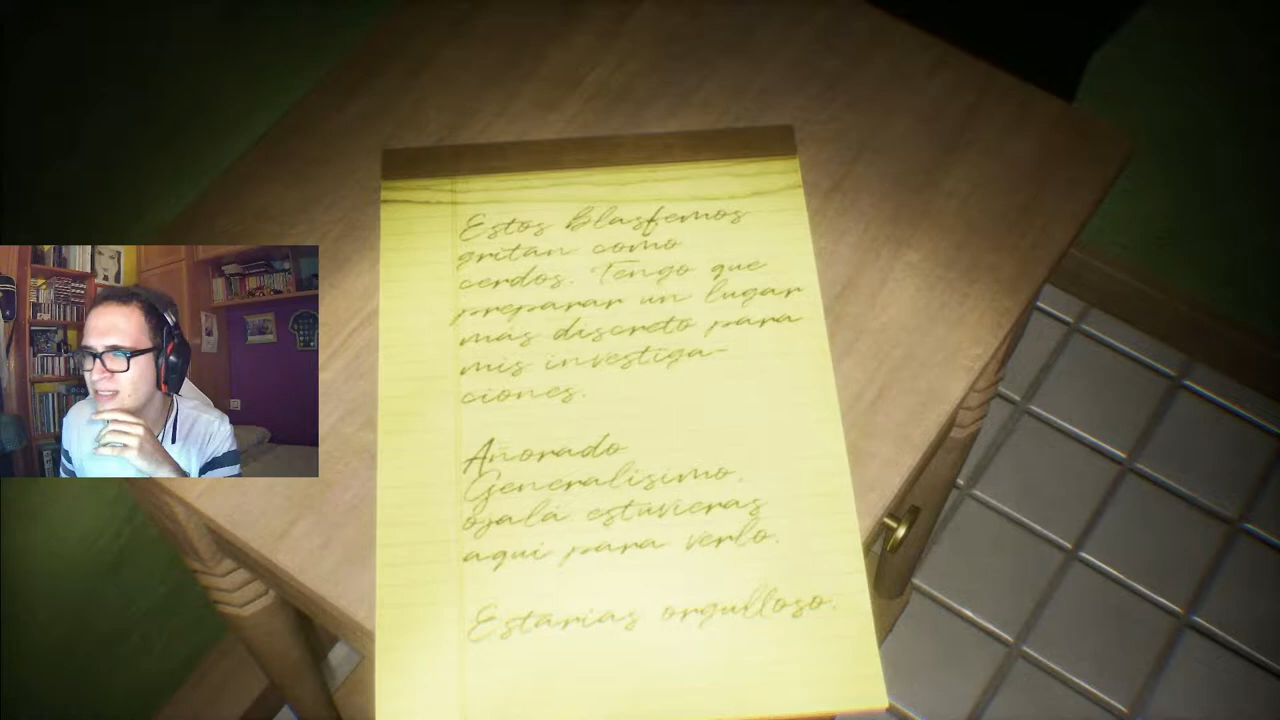 Estos Blasfemos
gritan como
cerdos. Tengo que
preparar un lugar
más discreto para
mis investiga-
ciones.
Añorado
Generalísimo,
ojalá estuvieras
aquí para verlo.
Estarías orgulloso.